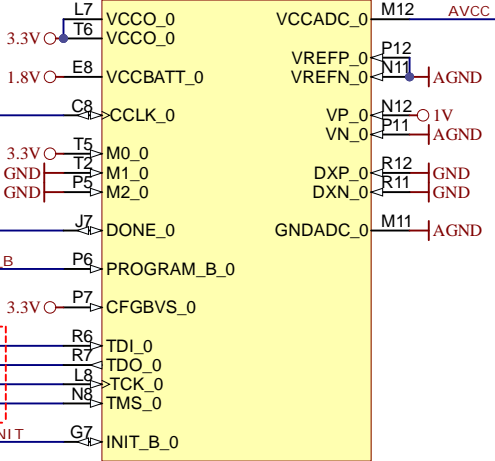 L7 VCCO_0 VCCADC_0 M12 AVCC
3.3V T6 VCCO_0
VREFP_0 P12
1.8V E8 VCCBATT_0 VREFN_0 N11 AGND
C8 CCLK_0 VP_0 N12 1V
VN_0 P11 AGND
3.3V T5 M0_0
GND T2 M1_0 DXP_0 R12 GND
GND P5 M2_0 DXN_0 R11 GND
J7 DONE_0 GNDADC_0 M11 AGND
B P6 PROGRAM_B_0
3.3V P7 CFGBVS_0
R6 TDI_0
R7 TDO_0
L8 TCK_0
N8 TMS_0
NIT G7 INIT_B_0